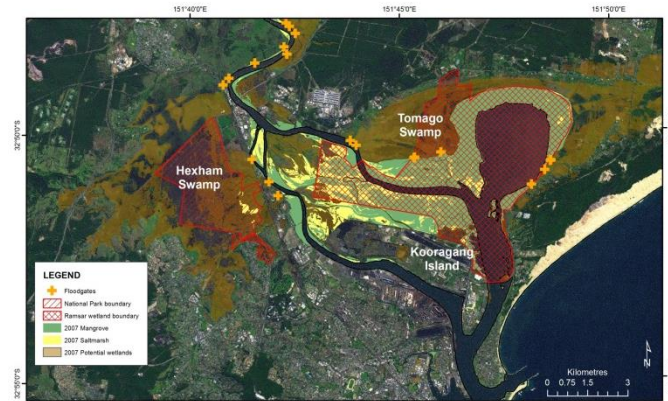 151°40'0"E
151°45'0"E
151°50'0"E
32°50'0"S
32°55'0"S
Tomago
Swamp
Hexham
Swamp
Kooragang
Island
LEGEND
Floodgates
National Park boundary
Ramsar wetland boundary
2007 Mangrove
2007 Saltmarsh
2007 Potential wetlands
N
Kilometres
0 0.75 1.5 3